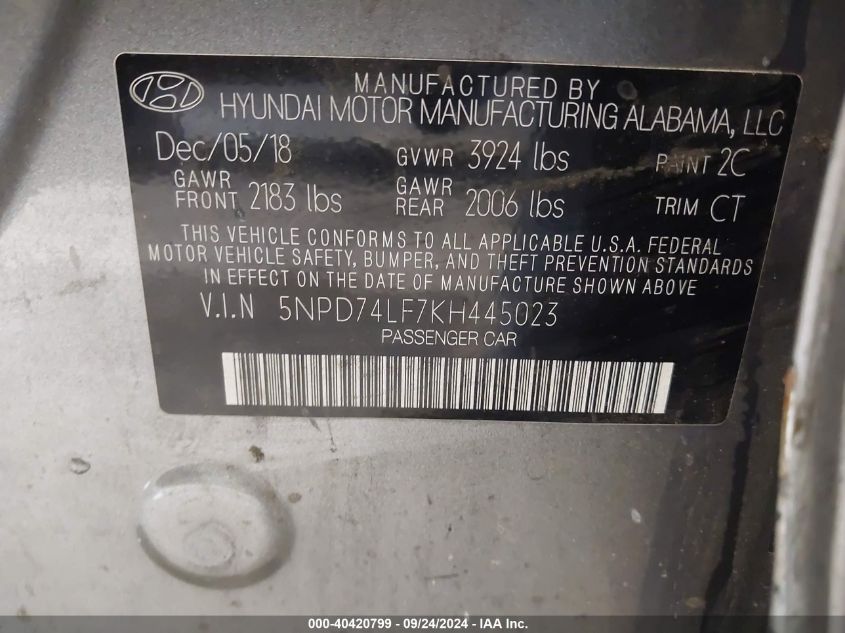 MANUFACTURED BY
HYUNDAI MOTOR MANUFACTURING ALABAMA, LLC
Dec/05/18 GVWR 3924 lbs PAINT 2C
GAWR FRONT 2183 lbs GAWR REAR 2006 lbs TRIM CT
THIS VEHICLE CONFORMS TO ALL APPLICABLE U.S.A. FEDERAL
MOTOR VEHICLE SAFETY, BUMPER, AND THEFT PREVENTION STANDARDS
IN EFFECT ON THE DATE OF MANUFACTURE SHOWN ABOVE
V.I.N 5NPD74LF7KH445023
PASSENGER CAR
000-40420799 - 09/24/2024 - IAA Inc.